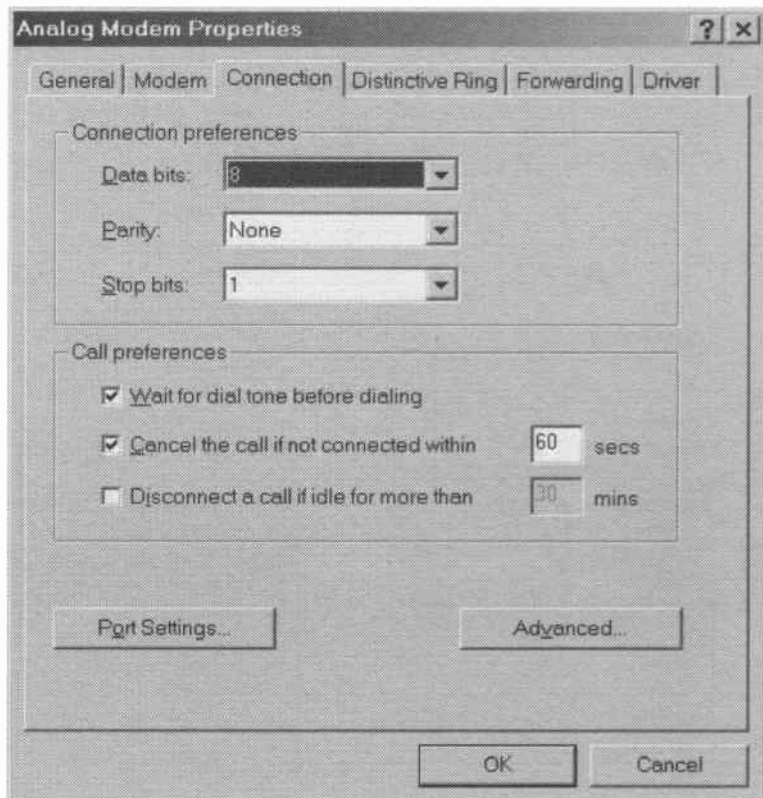 Analog Modem Properties
General Modem Connection Distinctive Ring Forwarding Driver
Connection preferences
Data bits: 8
Parity: None
Stop bits: 1
Call preferences
Wait for dial tone before dialing
Cancel the call if not connected within 60 secs
Disconnect a call if idle for more than 30 mins
Port Settings... Advanced...
OK Cancel